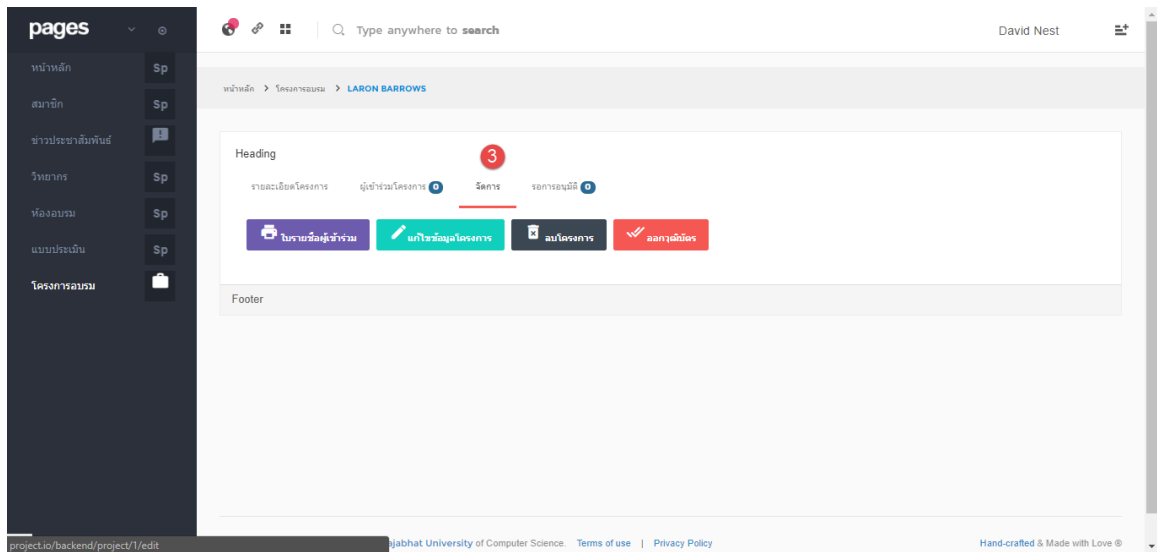 pages
Type anywhere to search
David Nest
หน้าหลัก Sp
สมาชิก Sp
ข่าวประชาสัมพันธ์
วิทยากร Sp
ห้องอบรม Sp
แบบประเมิน Sp
โครงการอบรม
หน้าหลัก > โครงการอบรม > LARON BARROWS
Heading
3
รายละเอียดโครงการ ผู้เข้าร่วมโครงการ 0 จัดการ รอการอนุมัติ 0
ใบรายชื่อผู้เข้าร่วม แก้ไขข้อมูลโครงการ ลบโครงการ ออกวุฒิบัตร
Footer
project.io/backend/project/1/edit
ajabhat University of Computer Science. Terms of use | Privacy Policy
Hand-crafted & Made with Love ®